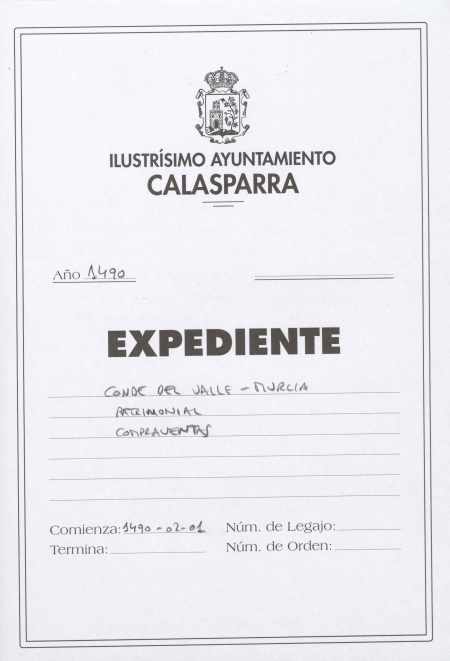 ILUSTRÍSIMO AYUNTAMIENTO
CALASPARRA
Año 1490
EXPEDIENTE
CONDE DEL VALLE - MURCIA
PATRIMONIAL
COMPRAVENTAS
Comienza: 1490-02-01 Núm. de Legajo:
Termina: Núm. de Orden: